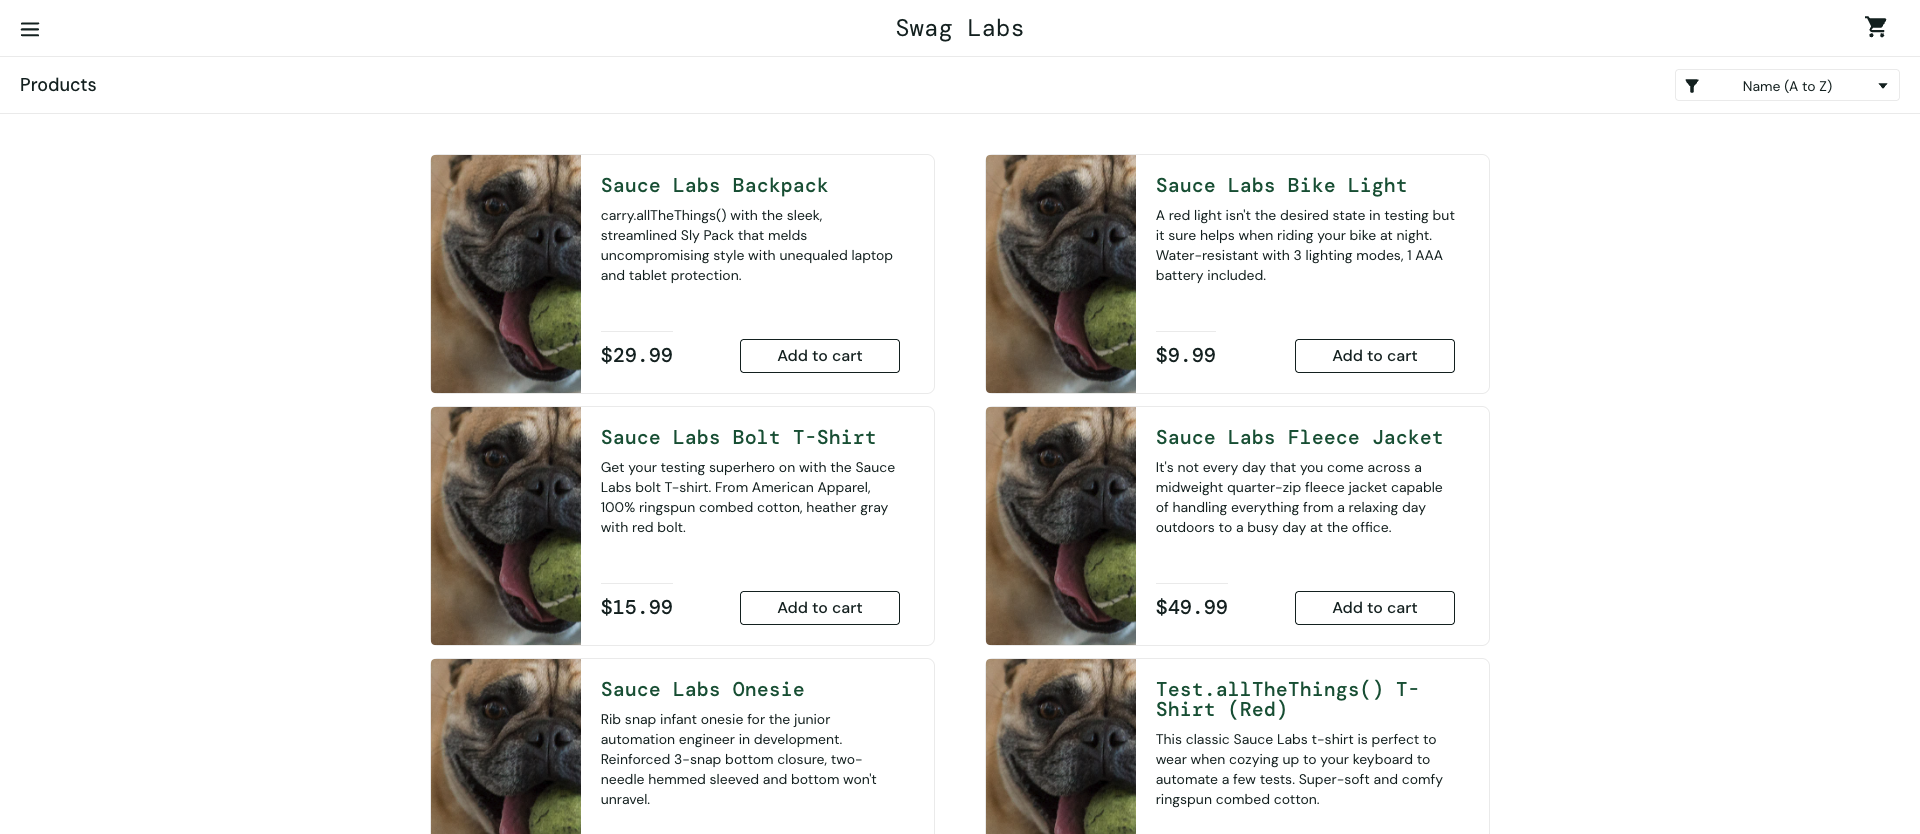 Swag Labs
Products
Name (A to Z)
Sauce Labs Backpack
carry.allTheThings() with the sleek,
streamlined Sly Pack that melds
uncompromising style with unequaled laptop
and tablet protection.
$29.99
Add to cart
Sauce Labs Bike Light
A red light isn't the desired state in testing but
it sure helps when riding your bike at night.
Water-resistant with 3 lighting modes, 1 AAA
battery included.
$9.99
Add to cart
Sauce Labs Bolt T-Shirt
Get your testing superhero on with the Sauce
Labs bolt T-shirt. From American Apparel,
100% ringspun combed cotton, heather gray
with red bolt.
$15.99
Add to cart
Sauce Labs Fleece Jacket
It's not every day that you come across a
midweight quarter-zip fleece jacket capable
of handling everything from a relaxing day
outdoors to a busy day at the office.
$49.99
Add to cart
Sauce Labs Onesie
Rib snap infant onesie for the junior
automation engineer in development.
Reinforced 3-snap bottom closure, two-
needle hemmed sleeved and bottom won't
unravel.
Test.allTheThings() T-
Shirt (Red)
This classic Sauce Labs t-shirt is perfect to
wear when cozying up to your keyboard to
automate a few tests. Super-soft and comfy
ringspun combed cotton.